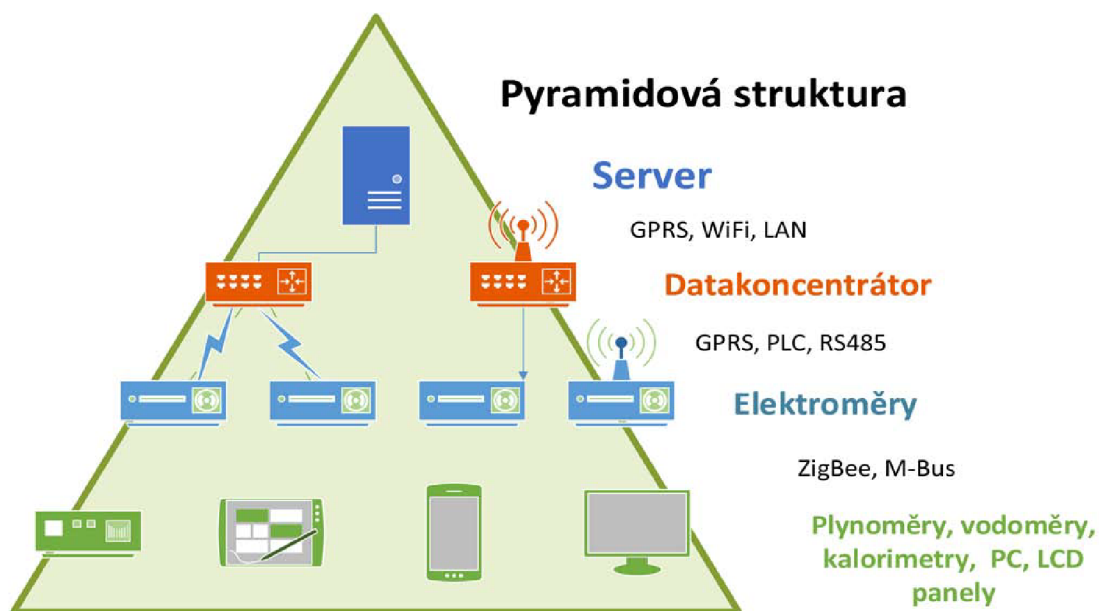 Pyramidová struktura
Server
GPRS, WiFi, LAN
Datakoncentrátor
GPRS, PLC, RS485
Elektroměry
ZigBee, M-Bus
Plynoměry, vodoměry,
kalorimetry, PC, LCD
panely